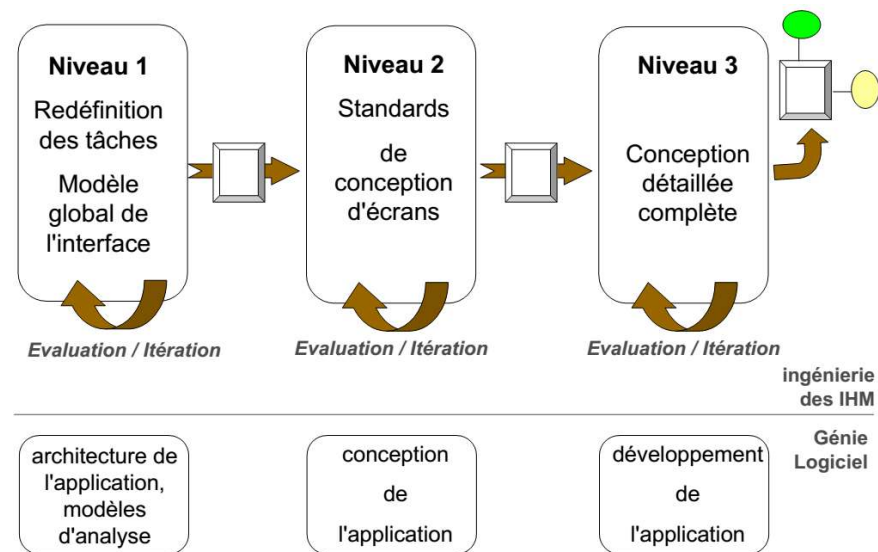 Niveau 1
Redéfinition
des tâches
Modèle
global de
l'interface
Evaluation / Itération
Niveau 2
Standards
de
conception
d'écrans
Evaluation / Itération
Niveau 3
Conception
détaillée
complète
Evaluation / Itération
ingénierie
des IHM
Génie
Logiciel
architecture de
l'application,
modèles
d'analyse
conception
de
l'application
développement
de
l'application